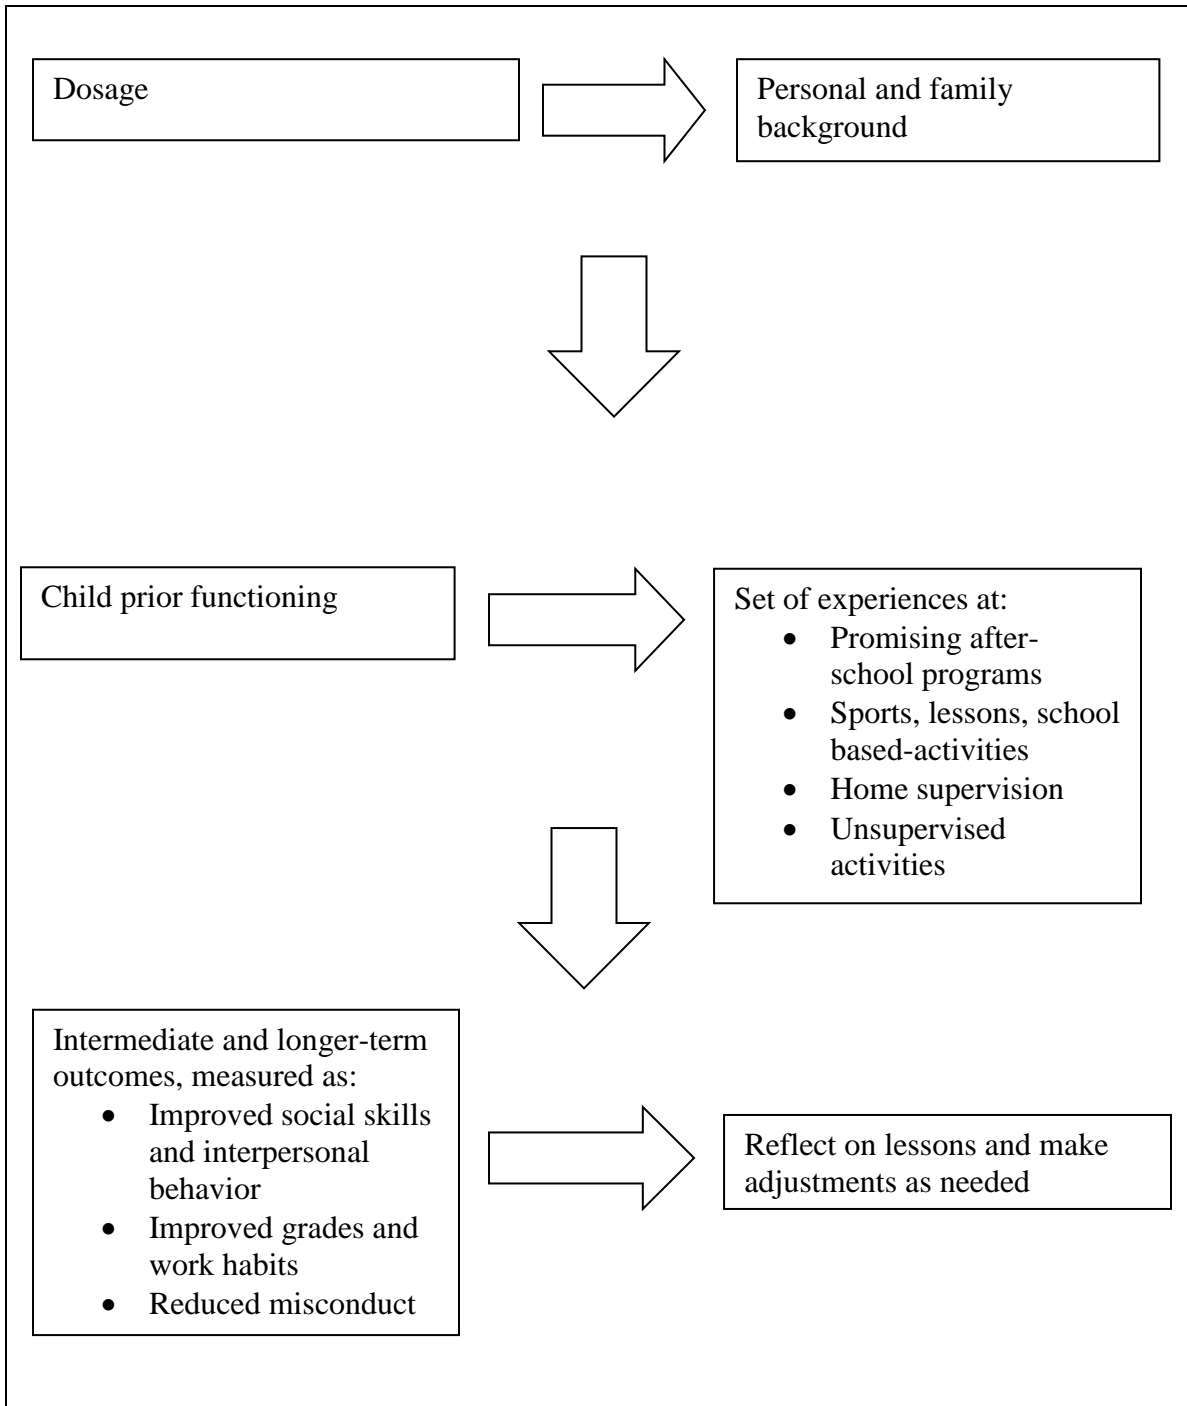 Dosage
Personal and family
background
Child prior functioning
Set of experiences at:
• Promising after-
school programs
• Sports, lessons, school
based-activities
• Home supervision
• Unsupervised
activities
Intermediate and longer-term
outcomes, measured as:
• Improved social skills
and interpersonal
behavior
• Improved grades and
work habits
• Reduced misconduct
Reflect on lessons and make
adjustments as needed